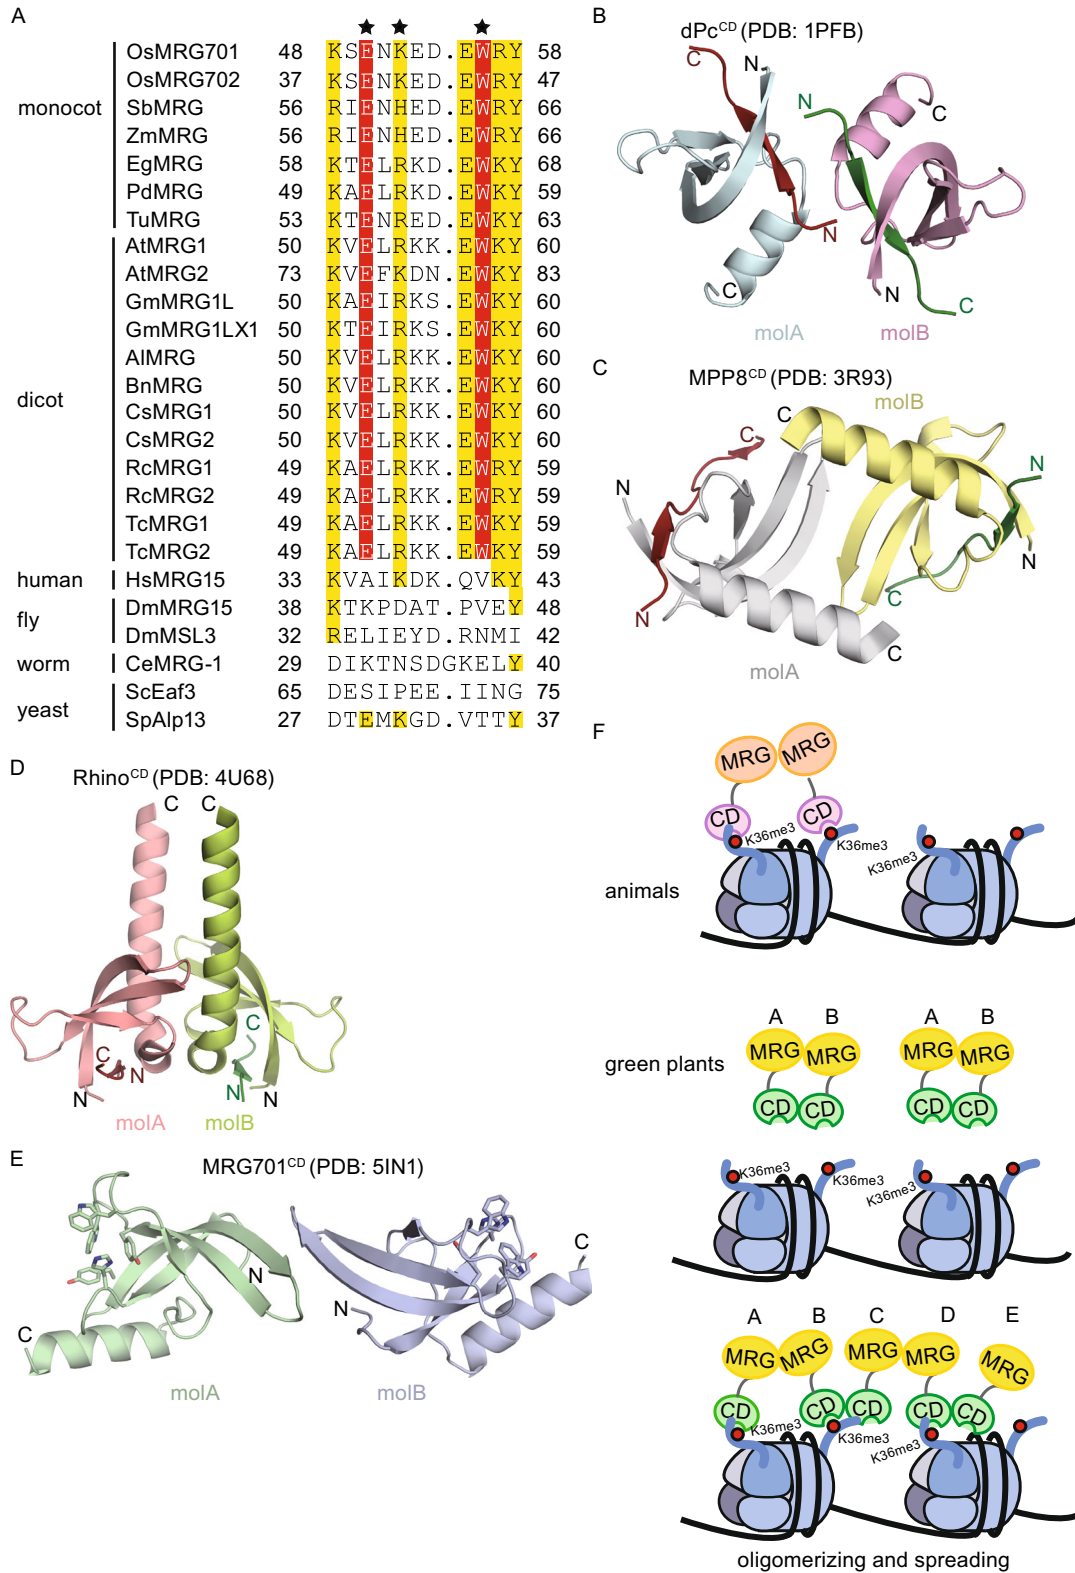 A
OsMRG701 48 KSENKED.EWRY 58
OsMRG702 37 KSENKED.EWRY 47
monocot SbMRG 56 RIENHED.EWRY 66
ZmMRG 56 RIENHED.EWRY 66
EgMRG 58 KTELRKD.EWKY 68
PdMRG 49 KAELRKD.EWKY 59
TuMRG 53 KTENRED.EWKY 63
AtMRG1 50 KVELRKK.EWKY 60
AtMRG2 73 KVEFKDN.EWKY 83
GmMRG1L 50 KAEIRKS.EWKY 60
GmMRG1LX1 50 KTEIRKS.EWKY 60
AlMRG 50 KVELRKK.EWKY 60
dicot BnMRG 50 KVELRKK.EWKY 60
CsMRG1 50 KVELRKK.EWKY 60
CsMRG2 50 KVELRKK.EWKY 60
RcMRG1 49 KAELRKK.EWRY 59
RcMRG2 49 KAELRKK.EWRY 59
TcMRG1 49 KAELRKK.EWKY 59
TcMRG2 49 KAELRKK.EWKY 59
human HsMRG15 33 KVAIKDK.QVKY 43
fly DmMRG15 38 KTKPDAT.PVEY 48
DmMSL3 32 RELIEYD.RNMI 42
worm CeMRG-1 29 DIKTNSDGKELY 40
yeast ScEaf3 65 DESIPEE.IING 75
SpAlp13 27 DTEMKGD.VTTY 37
B
dPcCD (PDB: 1PFB)
C N N C
N N C C
molA molB
C
MPP8CD (PDB: 3R93)
molB
C C N
N N
N C C
molA
D
RhinoCD (PDB: 4U68)
C C
C N C
N N
molA molB
E
MRG701CD (PDB: 5IN1)
N C
C N
molA molB
F
MRG MRG
CD CD
K36me3 K36me3 K36me3
animals
A B A B
green plants MRG MRG MRG MRG
CD CD CD CD
K36me3 K36me3 K36me3
A B C D E
MRG MRG MRG MRG MRG
CD CD CD CD CD
K36me3 K36me3 K36me3
oligomerizing and spreading